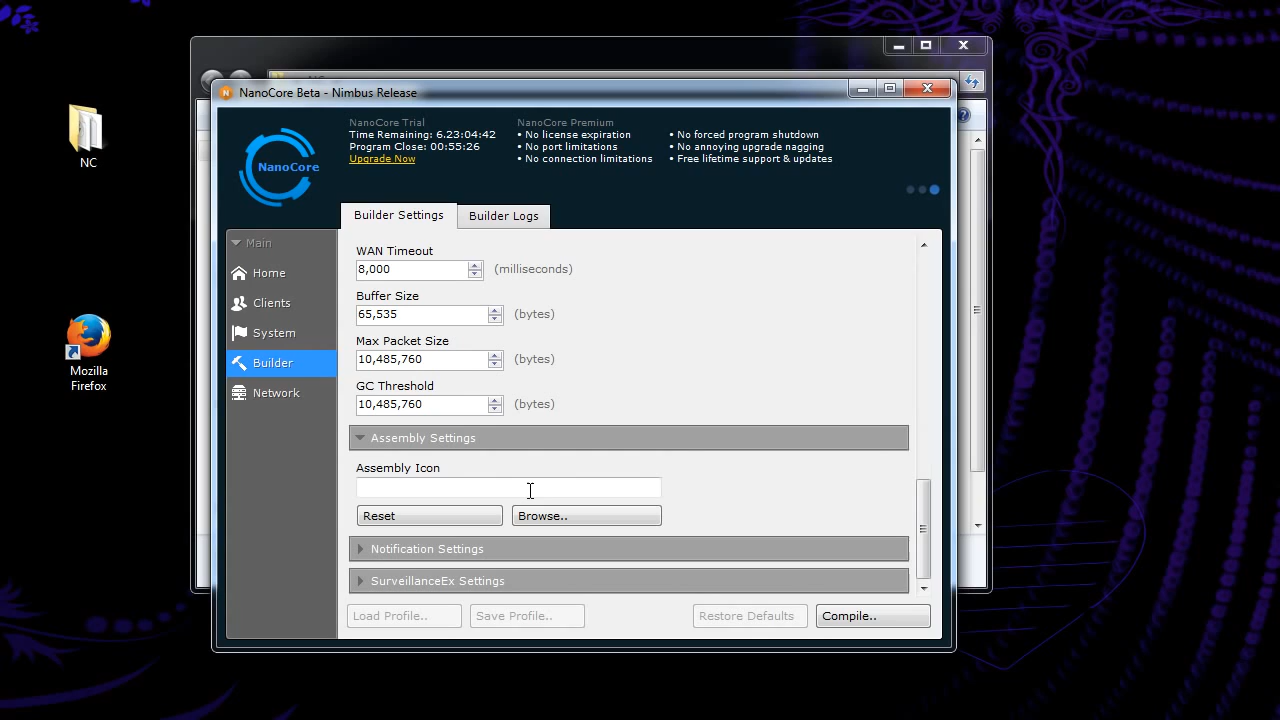 NC
Mozilla
Firefox
NanoCore Beta - Nimbus Release
NanoCore
NanoCore Trial
Time Remaining: 6.23:04:42
Program Close: 00:55:26
Upgrade Now
NanoCore Premium
• No license expiration
• No port limitations
• No connection limitations
• No forced program shutdown
• No annoying upgrade nagging
• Free lifetime support & updates
Builder Settings
Builder Logs
Main
Home
Clients
System
Builder
Network
WAN Timeout
8,000 (milliseconds)
Buffer Size
65,535 (bytes)
Max Packet Size
10,485,760 (bytes)
GC Threshold
10,485,760 (bytes)
Assembly Settings
Assembly Icon
Reset
Browse..
Notification Settings
SurveillanceEx Settings
Load Profile..
Save Profile..
Restore Defaults
Compile..